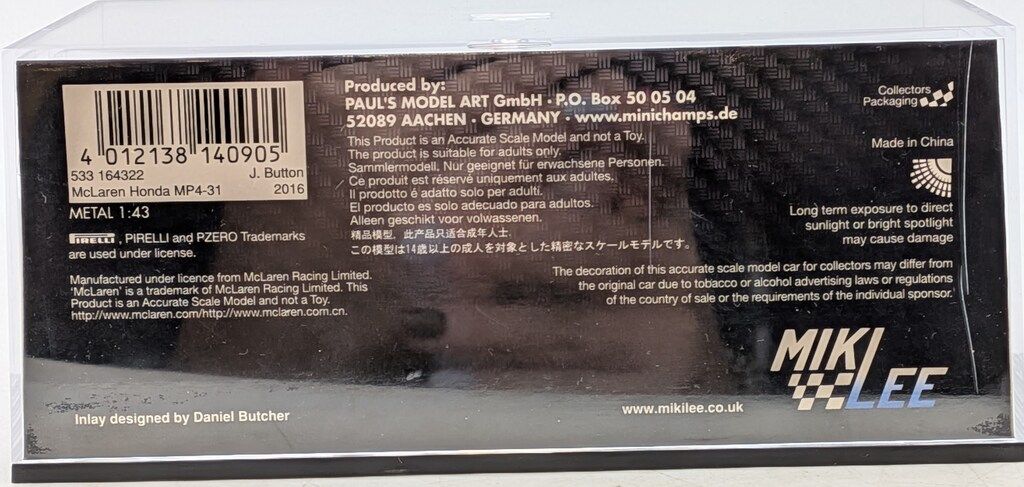 4 012138 140905
533 164322 J. Button
McLaren Honda MP4-31 2016
METAL 1:43
PIRELLI , PIRELLI and PZERO Trademarks
are used under license.
Manufactured under licence from McLaren Racing Limited.
'McLaren' is a trademark of McLaren Racing Limited. This
Product is an Accurate Scale Model and not a Toy.
http://www.mclaren.com/http://www.mclaren.com.cn.
Inlay designed by Daniel Butcher
Produced by:
PAUL'S MODEL ART GmbH · P.O. Box 50 05 04
52089 AACHEN · GERMANY · www.minichamps.de
This Product is an Accurate Scale Model and not a Toy.
The product is suitable for adults only.
Sammlermodell. Nur geeignet für erwachsene Personen.
Ce produit est réservé uniquement aux adultes.
Il prodotto é adatto solo per adulti.
El producto es solo adecuado para adultos.
Alleen geschikt voor volwassenen.
精品模型，此产品只适合成年人士.
この模型は14歳以上の成人を対象とした精密なスケールモデルです。
Collectors
Packaging
Made in China
Long term exposure to direct
sunlight or bright spotlight
may cause damage
The decoration of this accurate scale model car for collectors may differ from
the original car due to tobacco or alcohol advertising laws or regulations
of the country of sale or the requirements of the individual sponsor.
www.mikilee.co.uk
MIKI
LEE